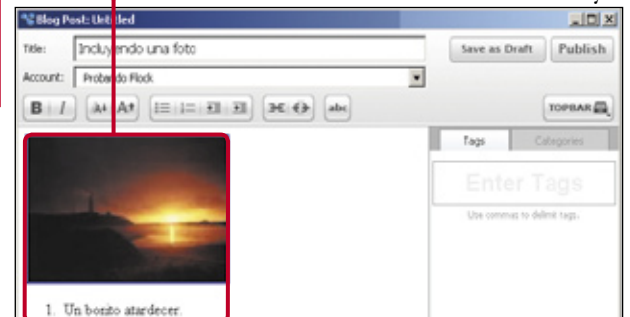 Blog Post: Untitled
Title: Incluyendo una foto Save as Draft Publish
Account: Probando Flock
B I A A abc TOPBAR
Tags Categories
Enter Tags
Use commas to delimit tags.
1. Un bonito atardecer.